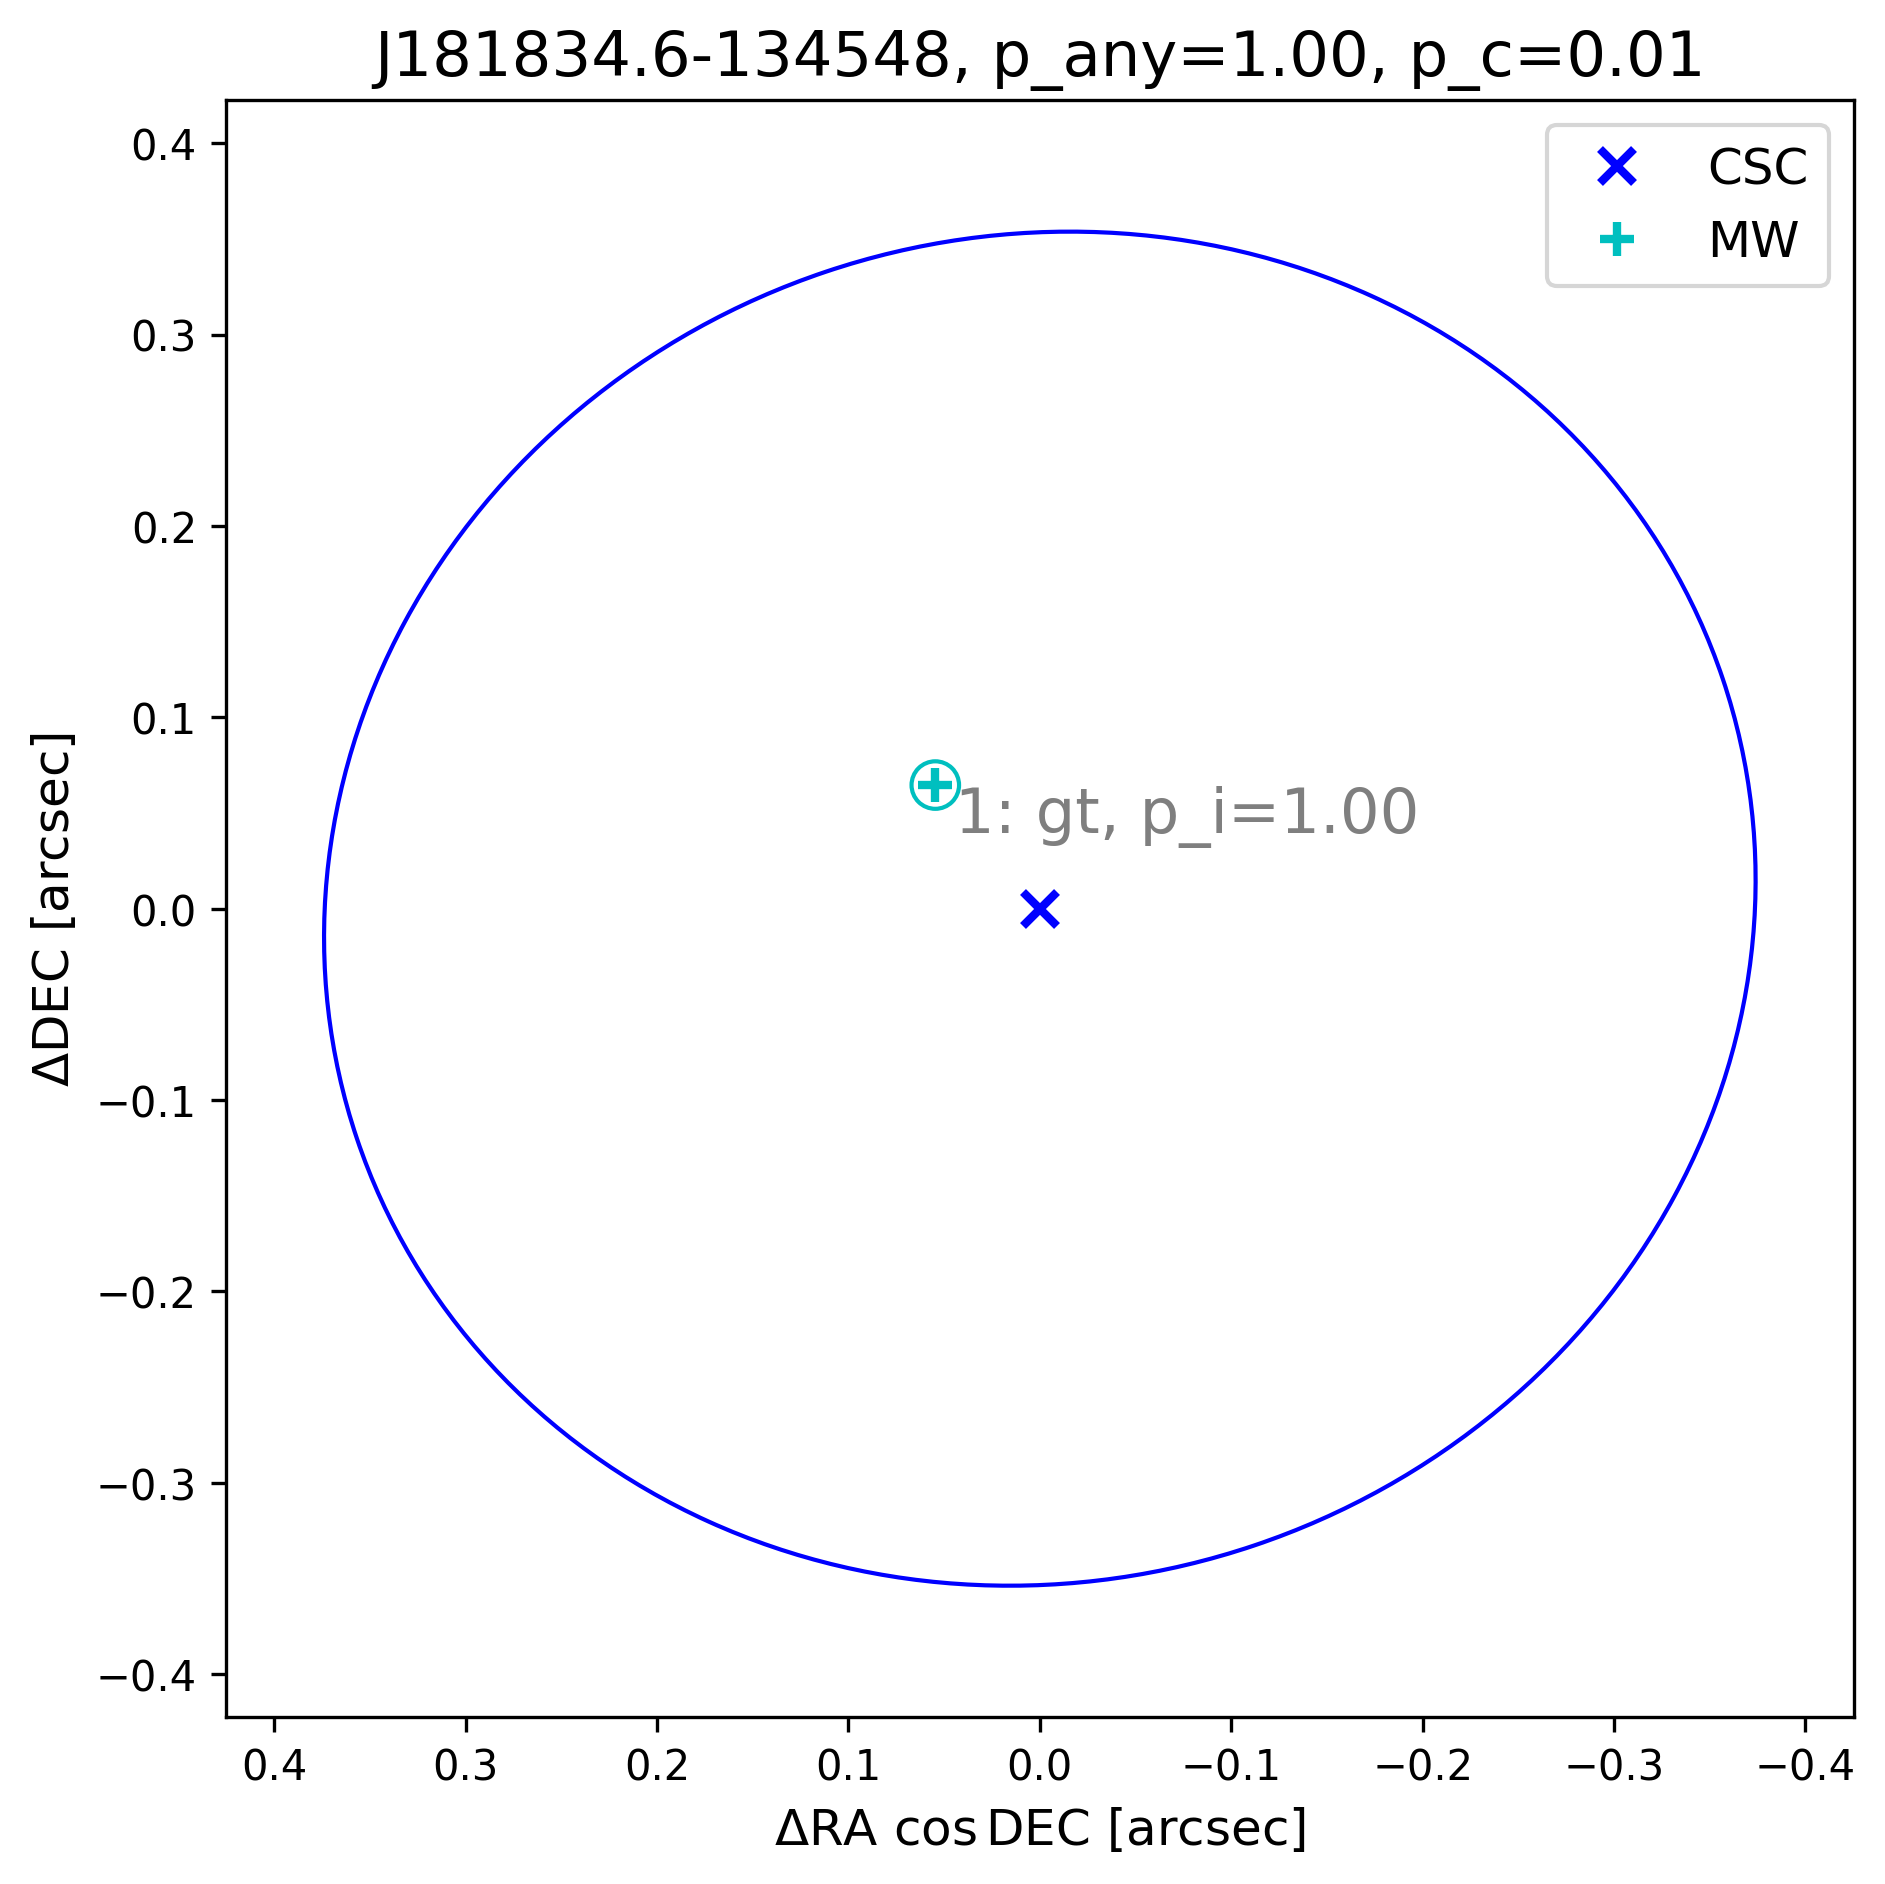 J181834.6-134548, p_any=1.00, p_c=0.01
CSC
MW
1: gt, p_i=1.00
ΔDEC [arcsec]
0.4
0.3
0.2
0.1
0.0
−0.1
−0.2
−0.3
−0.4
0.4 0.3 0.2 0.1 0.0 −0.1 −0.2 −0.3 −0.4
ΔRA cos DEC [arcsec]